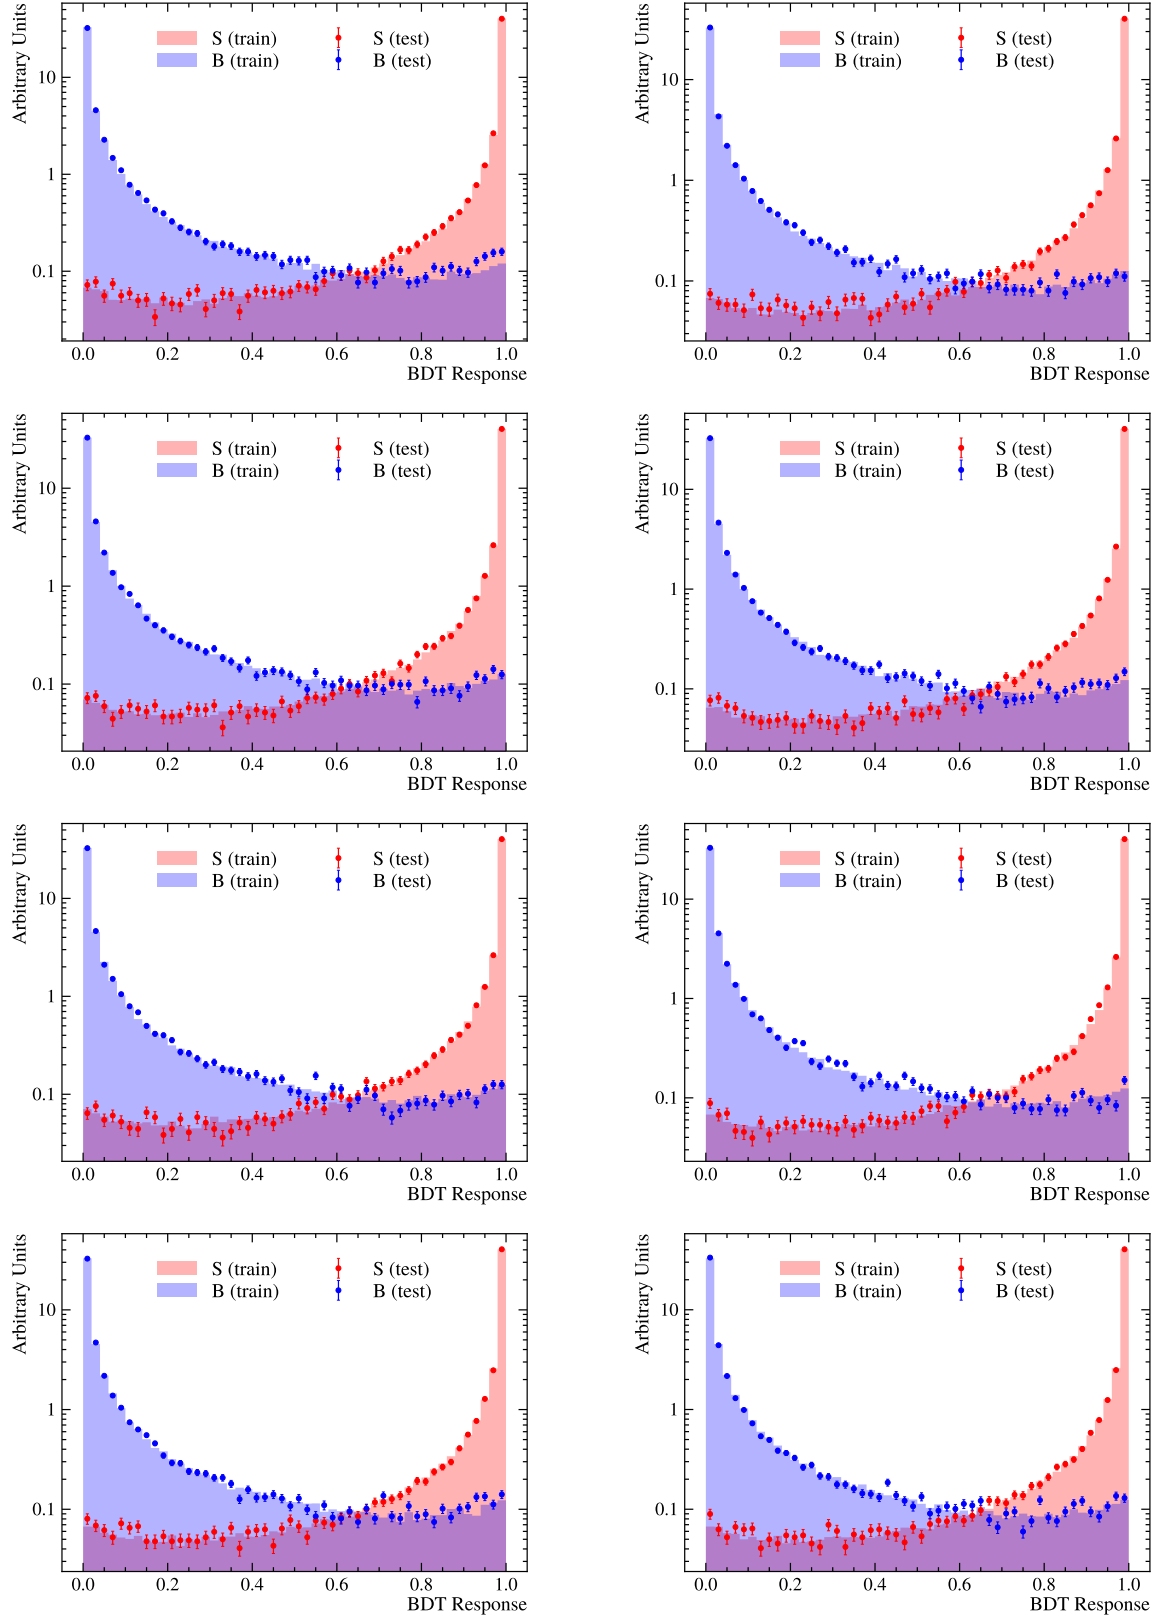 Arbitrary Units
10
1
0.1
S (train)
S (test)
B (train)
B (test)
0.0 0.2 0.4 0.6 0.8 1.0
BDT Response
Arbitrary Units
10
1
0.1
S (train)
S (test)
B (train)
B (test)
0.0 0.2 0.4 0.6 0.8 1.0
BDT Response
Arbitrary Units
10
1
0.1
S (train)
S (test)
B (train)
B (test)
0.0 0.2 0.4 0.6 0.8 1.0
BDT Response
Arbitrary Units
10
1
0.1
S (train)
S (test)
B (train)
B (test)
0.0 0.2 0.4 0.6 0.8 1.0
BDT Response
Arbitrary Units
10
1
0.1
S (train)
S (test)
B (train)
B (test)
0.0 0.2 0.4 0.6 0.8 1.0
BDT Response
Arbitrary Units
10
1
0.1
S (train)
S (test)
B (train)
B (test)
0.0 0.2 0.4 0.6 0.8 1.0
BDT Response
Arbitrary Units
10
1
0.1
S (train)
S (test)
B (train)
B (test)
0.0 0.2 0.4 0.6 0.8 1.0
BDT Response
Arbitrary Units
10
1
0.1
S (train)
S (test)
B (train)
B (test)
0.0 0.2 0.4 0.6 0.8 1.0
BDT Response